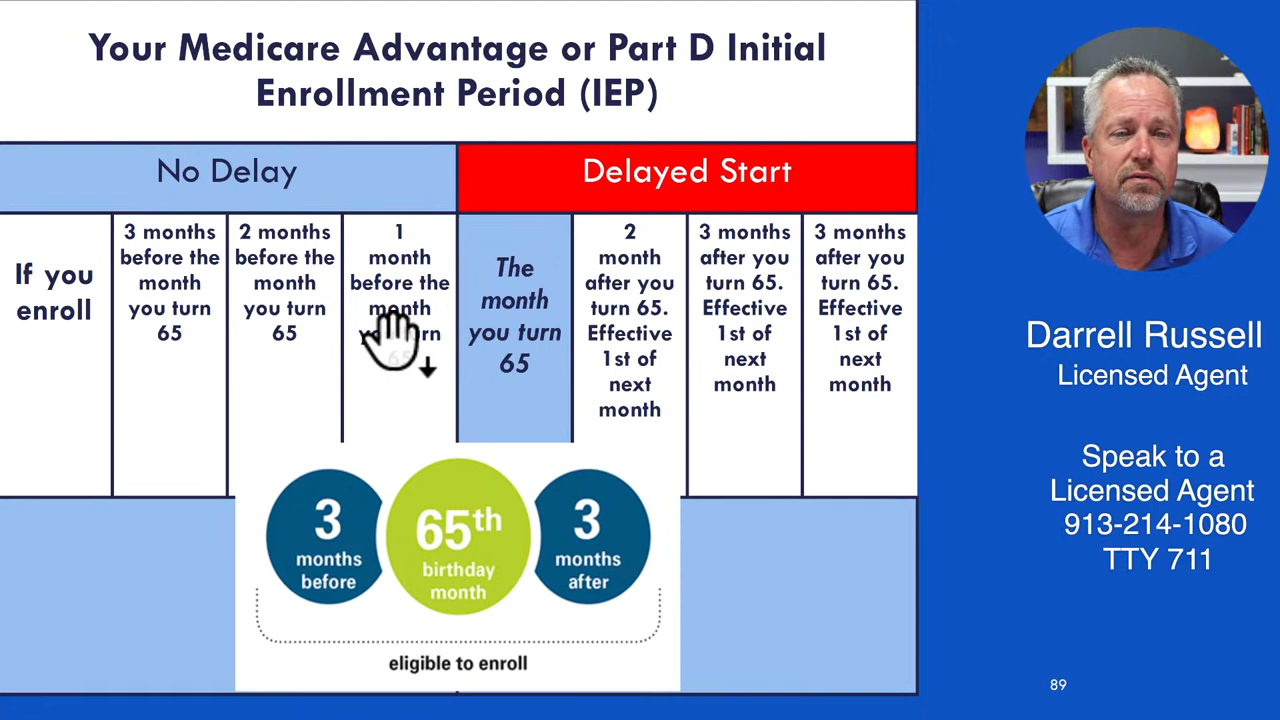 Your Medicare Advantage or Part D Initial
Enrollment Period (IEP)
No Delay
Delayed Start
If you
enroll
3 months
before the
month
you turn
65
2 months
before the
month
you turn
65
1
month
before the
month
The
month
you turn
65
2
month
after you
turn 65.
Effective
1st of
next
month
3 months
after you
turn 65.
Effective
1st of
next
month
3 months
after you
turn 65.
Effective
1st of
next
month
3
months
before
65th
birthday
month
3
months
after
eligible to enroll
Darrell Russell
Licensed Agent
Speak to a
Licensed Agent
913-214-1080
TTY 711
89